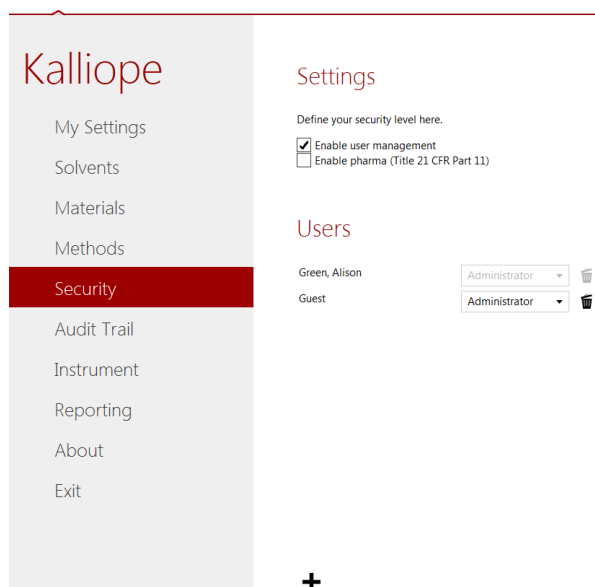 Kalliope
My Settings
Solvents
Materials
Methods
Security
Audit Trail
Instrument
Reporting
About
Exit
Settings
Define your security level here.
Enable user management
Enable pharma (Title 21 CFR Part 11)
Users
Green, Alison Administrator
Guest Administrator